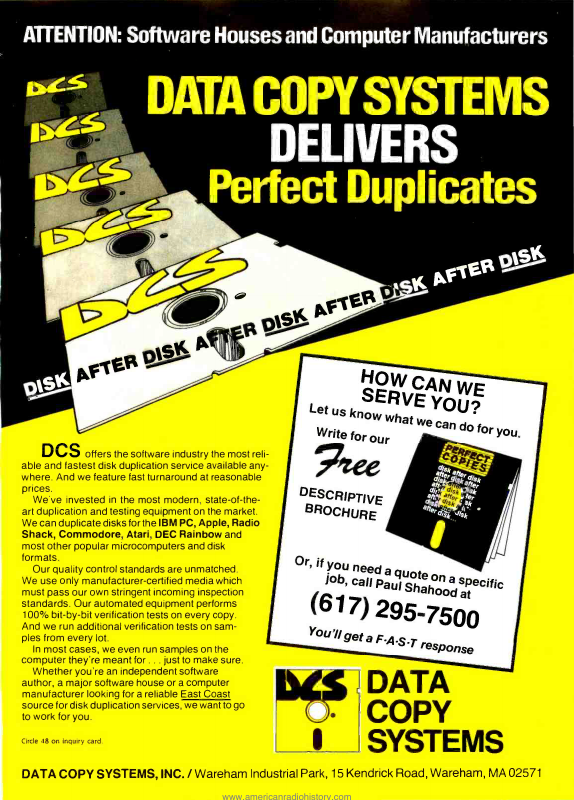 ATTENTION: Software Houses and Computer Manufacturers
DATA COPY SYSTEMS
DELIVERS
Perfect Duplicates
DCS
DCS
DCS
DCS
DCS
DISK AFTER DISK AFTER DISK AFTER DISK AFTER DISK
DCS offers the software industry the most reli-
able and fastest disk duplication service available any-
where. And we feature fast turnaround at reasonable
prices.
We've invested in the most modern, state-of-the-
art duplication and testing equipment on the market.
We can duplicate disks for the IBM PC, Apple, Radio
Shack, Commodore, Atari, DEC Rainbow and
most other popular microcomputers and disk
formats.
Our quality control standards are unmatched.
We use only manufacturer-certified media which
must pass our own stringent incoming inspection
standards. Our automated equipment performs
100% bit-by-bit verification tests on every copy.
And we run additional verification tests on sam-
ples from every lot.
In most cases, we even run samples on the
computer they're meant for . . . just to make sure.
Whether you're an independent software
author, a major software house or a computer
manufacturer looking for a reliable East Coast
source for disk duplication services, we want to go
to work for you.
Circle 48 on inquiry card.
HOW CAN WE
SERVE YOU?
Let us know what we can do for you.
Write for our
Free
DESCRIPTIVE
BROCHURE
PERFECT
COPIES
disk after disk
after disk after
disk after disk
after disk
Or, if you need a quote on a specific
job, call Paul Shahood at
(617) 295-7500
You'll get a F-A-S-T response
DCS
DATA
COPY
SYSTEMS
DATA COPY SYSTEMS, INC. / Wareham Industrial Park, 15 Kendrick Road, Wareham, MA 02571
www.americanradiohistory.com